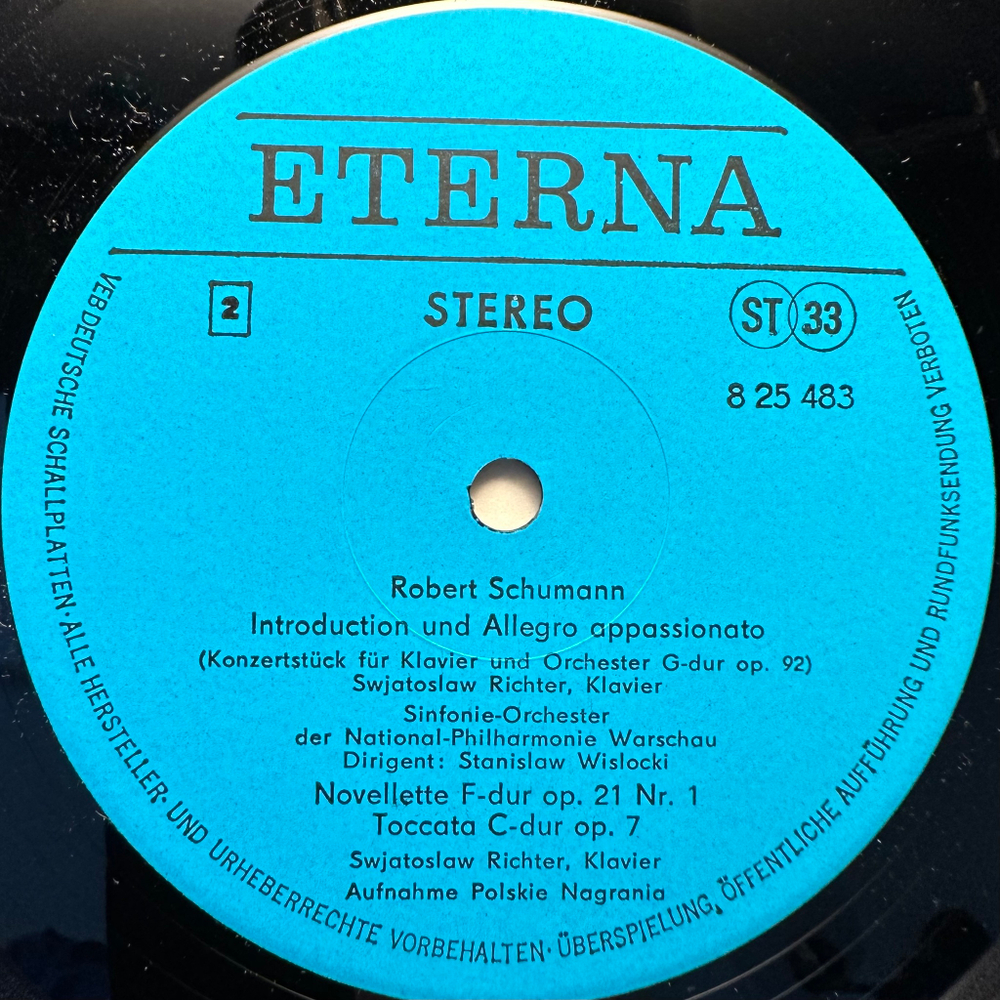 ETERNA
2
STEREO
ST 33
8 25 483
Robert Schumann
Introduction und Allegro appassionato
(Konzertstück für Klavier und Orchester G-dur op. 92)
Swjatoslaw Richter, Klavier
Sinfonie-Orchester
der National-Philharmonie Warschau
Dirigent: Stanislaw Wislocki
Novellette F-dur op. 21 Nr. 1
Toccata C-dur op. 7
Swjatoslaw Richter, Klavier
Aufnahme Polskie Nagrania
VEB DEUTSCHE SCHALLPLATTEN · ALLE HERSTELLER- UND URHEBERRECHTE VORBEHALTEN · ÜBERSPIELUNG, ÖFFENTLICHE AUFFÜHRUNG UND RUNDFUNKSENDUNG VERBOTEN